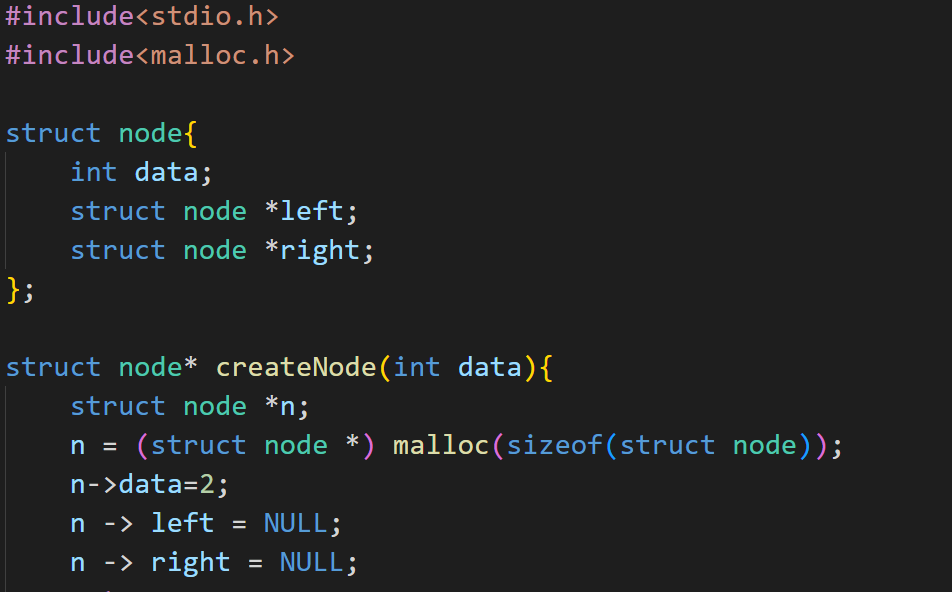 #include<stdio.h>
#include<malloc.h>

struct node{
    int data;
    struct node *left;
    struct node *right;
};

struct node* createNode(int data){
    struct node *n;
    n = (struct node *) malloc(sizeof(struct node));
    n->data=2;
    n -> left = NULL;
    n -> right = NULL;